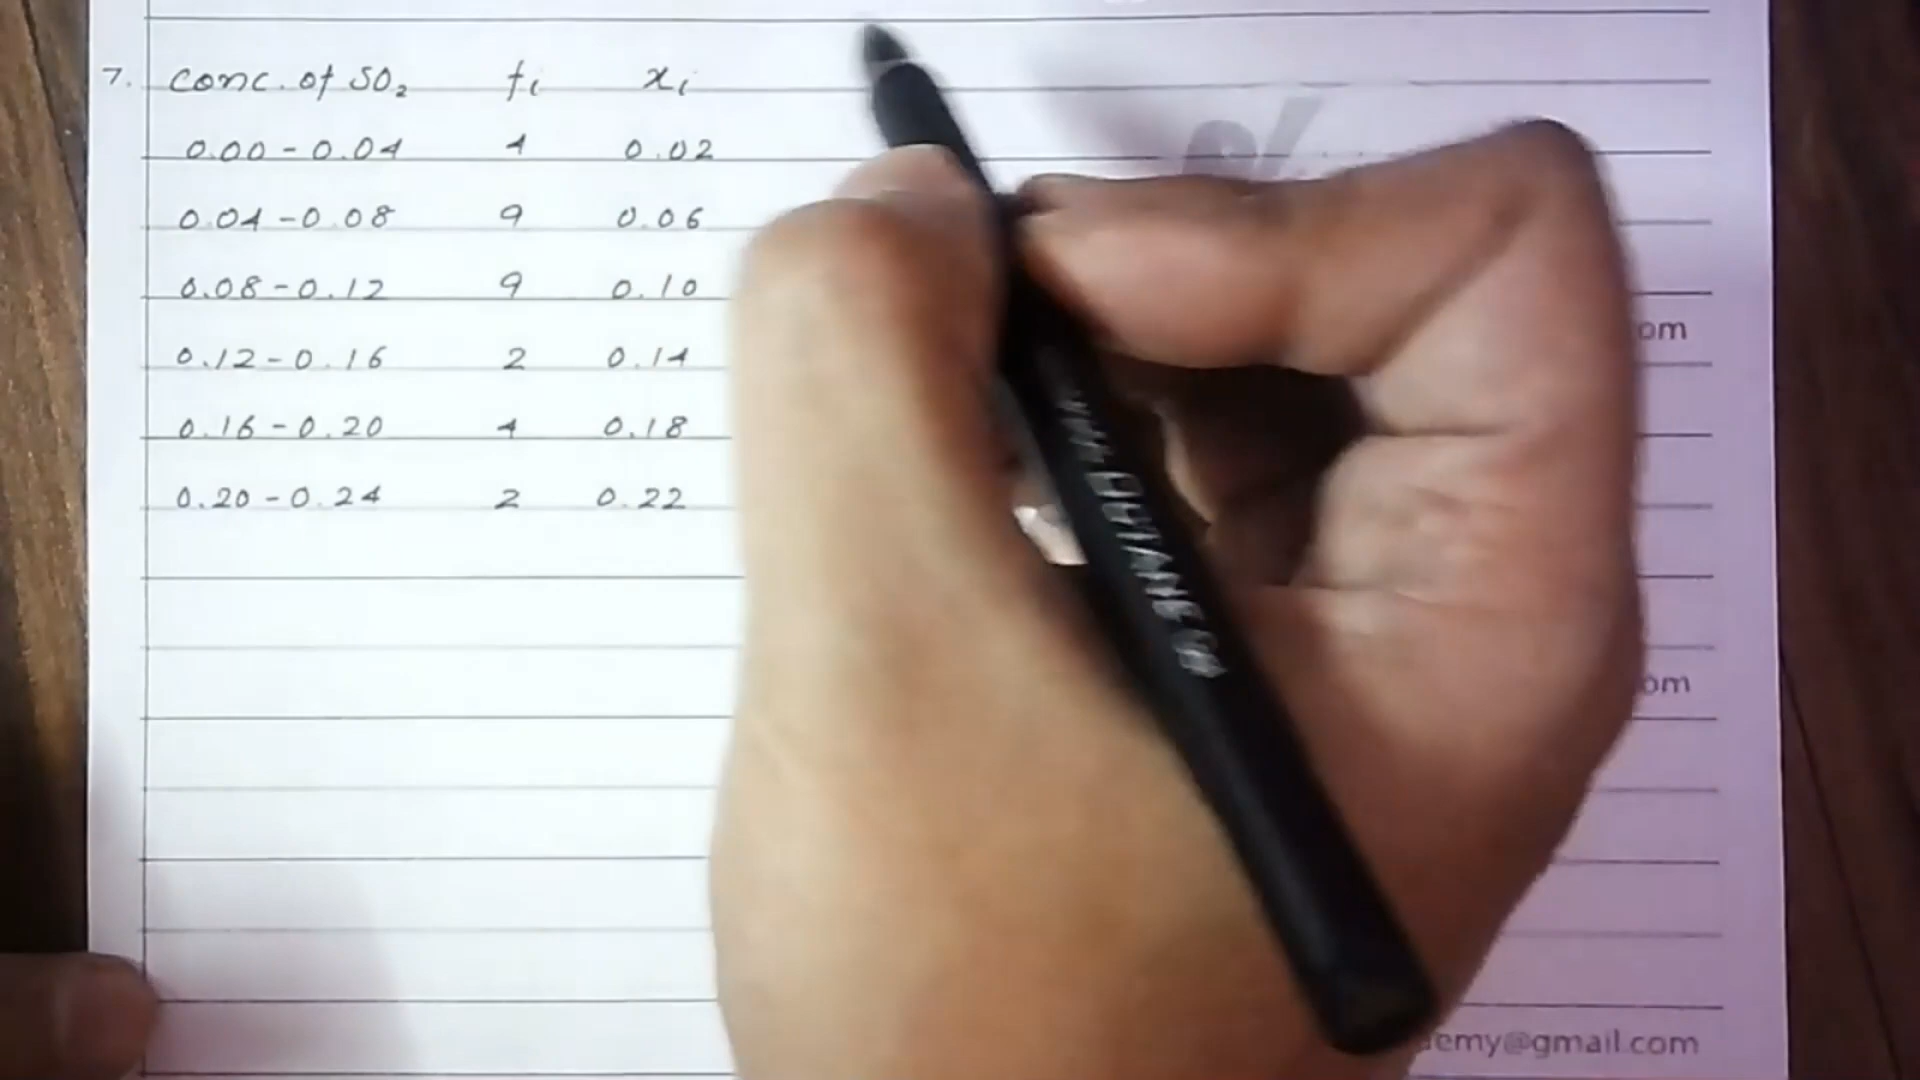 7. Conc. of SO₂ fi xi
0.00 - 0.04 4 0.02
0.04 - 0.08 9 0.06
0.08 - 0.12 9 0.10
0.12 - 0.16 2 0.14
0.16 - 0.20 4 0.18
0.20 - 0.24 2 0.22
om
OCTANE
om
demy@gmail.com